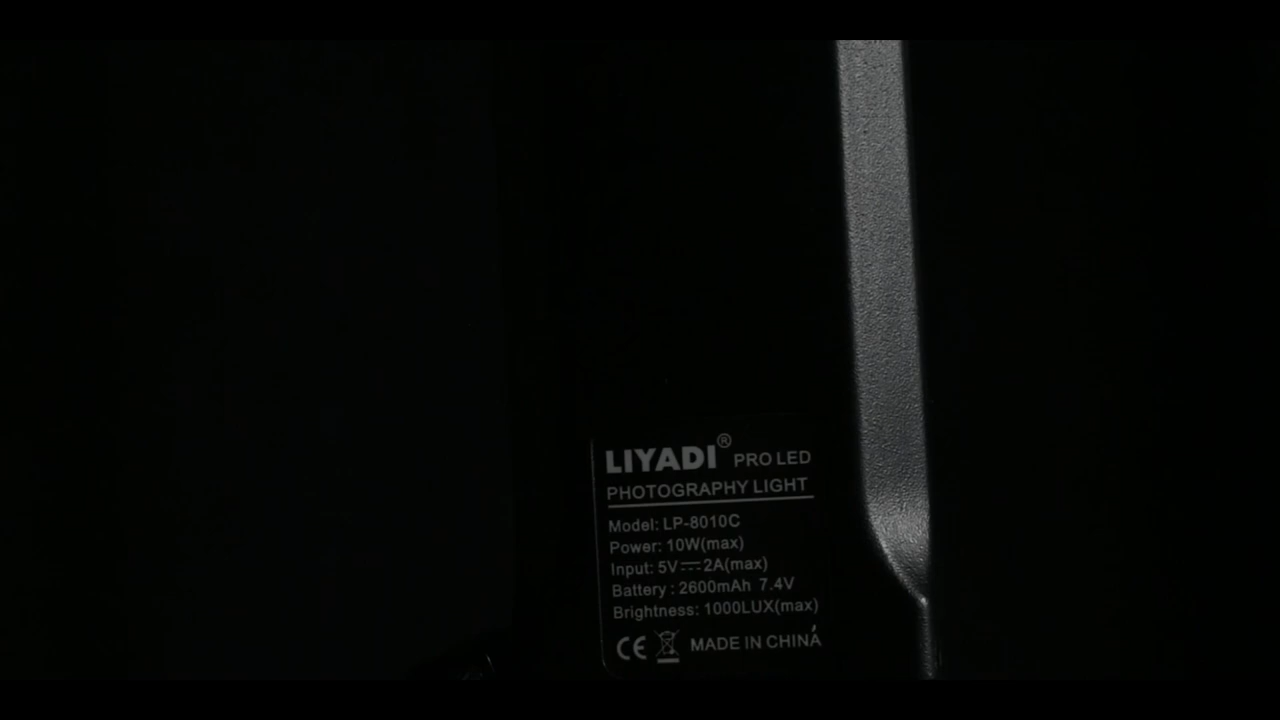 LIYADI® PRO LED
PHOTOGRAPHY LIGHT
Model: LP-8010C
Power: 10W(max)
Input: 5V⎓2A(max)
Battery : 2600mAh 7.4V
Brightness: 1000LUX(max)
CE MADE IN CHINA